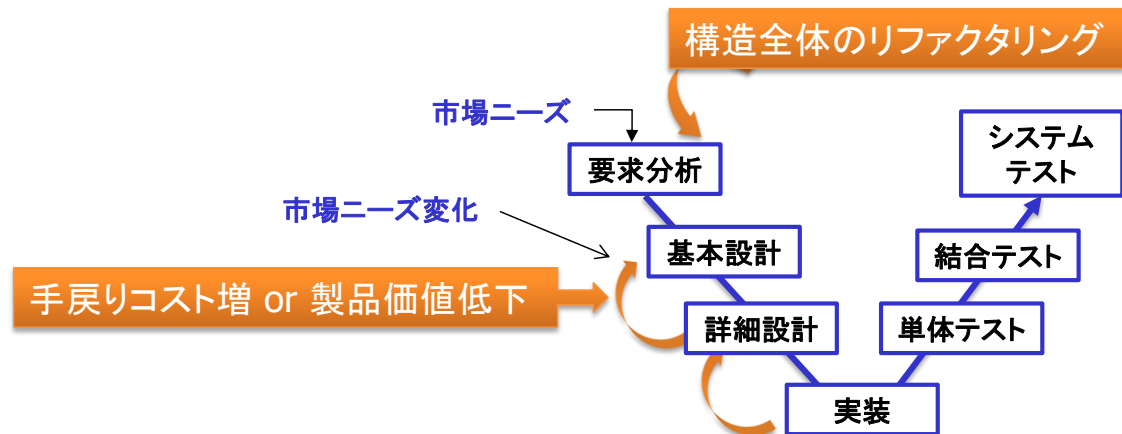 構造全体のリファクタリング
市場ニーズ
システム
テスト
要求分析
市場ニーズ変化
基本設計
結合テスト
手戻りコスト増 or 製品価値低下
詳細設計
単体テスト
実装